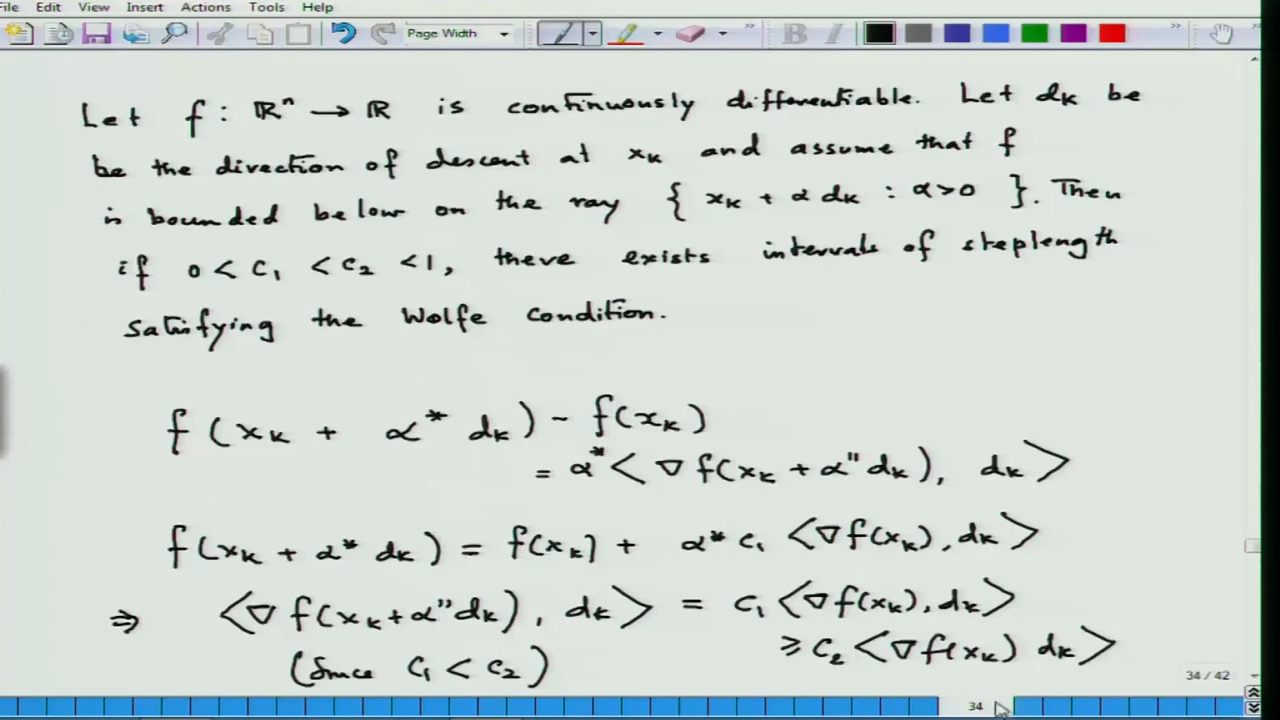 File Edit View Insert Actions Tools Help
Page Width
Let f : ℝⁿ → ℝ is continuously differentiable. Let dₖ be
be the direction of descent at xₖ and assume that f
is bounded below on the ray { xₖ + α dₖ : α>0 }. Then
if 0 < c₁ < c₂ < 1, there exists intervals of steplength
satisfying the Wolfe condition.
f (xₖ + α* dₖ) - f(xₖ)
= α* < ∇ f(xₖ + α" dₖ), dₖ >
f(xₖ + α* dₖ) = f(xₖ) + α* c₁ <∇f(xₖ), dₖ>
⇒ <∇ f(xₖ+α" dₖ), dₖ> = c₁ <∇f(xₖ), dₖ>
≥ c₂ <∇f(xₖ) dₖ>
(Since c₁ < c₂)
34 / 42
34